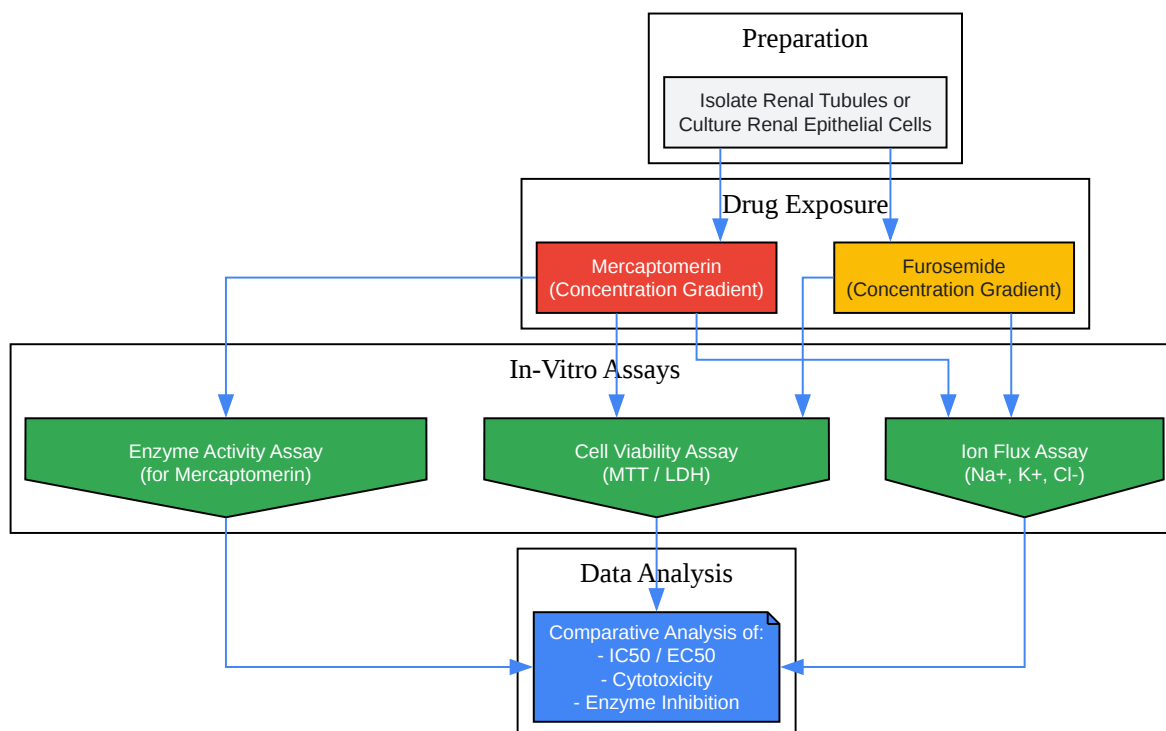 Preparation
Isolate Renal Tubules or
Culture Renal Epithelial Cells
Drug Exposure
Mercaptomerin
(Concentration Gradient)
Furosemide
(Concentration Gradient)
In-Vitro Assays
Enzyme Activity Assay
(for Mercaptomerin)
Cell Viability Assay
(MTT / LDH)
Ion Flux Assay
(Na+, K+, Cl-)
Data Analysis
Comparative Analysis of:
- IC50 / EC50
- Cytotoxicity
- Enzyme Inhibition